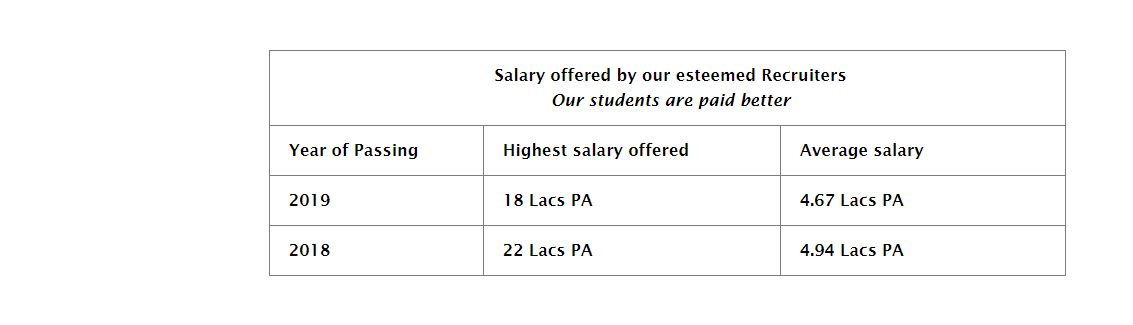 Salary offered by our esteemed Recruiters
Our students are paid better
Year of Passing Highest salary offered Average salary
2019 18 Lacs PA 4.67 Lacs PA
2018 22 Lacs PA 4.94 Lacs PA